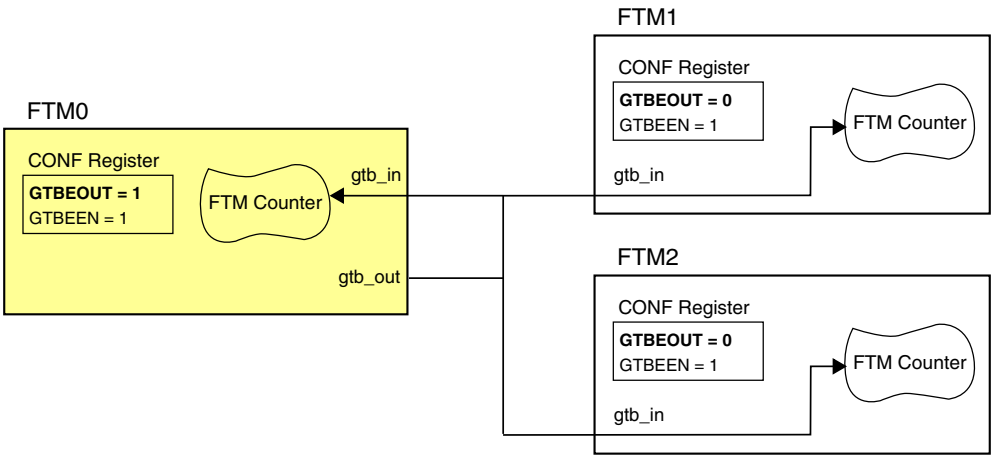 FTM0
CONF Register
GTBEOUT = 1
GTBEEN = 1
FTM Counter
gtb_in
gtb_out
FTM1
CONF Register
GTBEOUT = 0
GTBEEN = 1
FTM Counter
gtb_in
FTM2
CONF Register
GTBEOUT = 0
GTBEEN = 1
FTM Counter
gtb_in